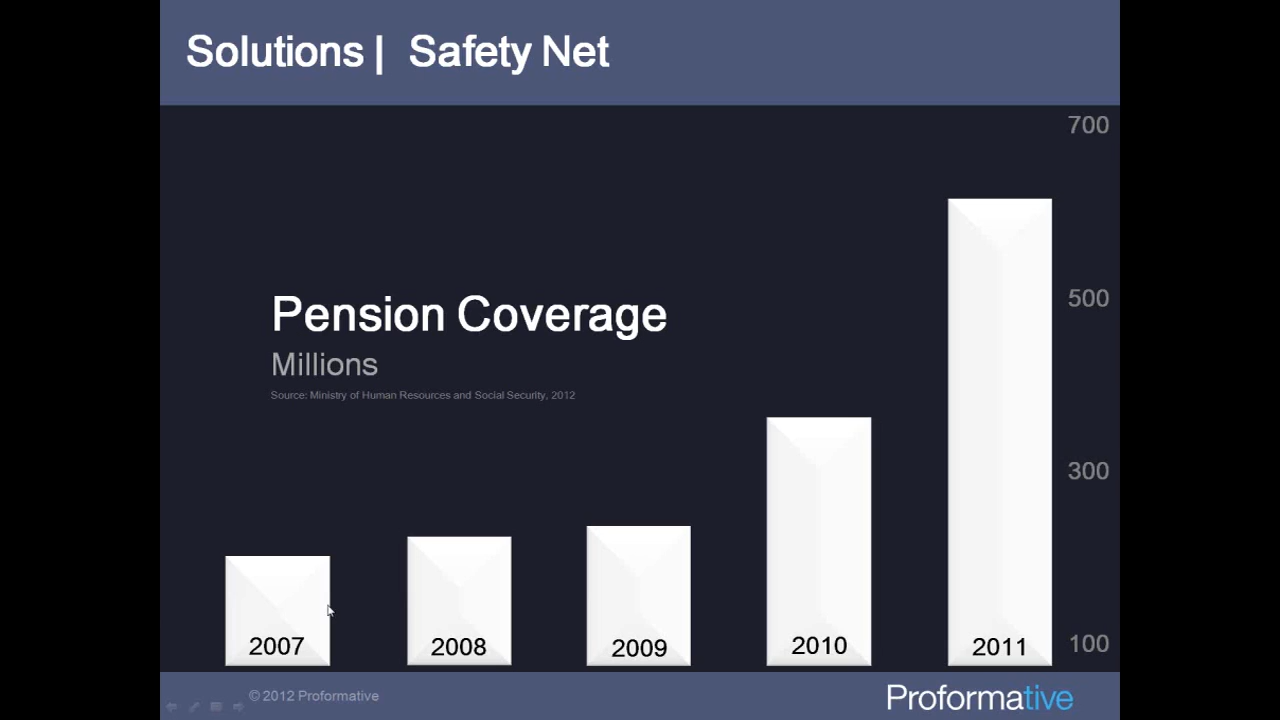 Solutions | Safety Net
700
500
300
100
Pension Coverage
Millions
Source: Ministry of Human Resources and Social Security, 2012
2007 2008 2009 2010 2011
© 2012 Proformative
Proformative